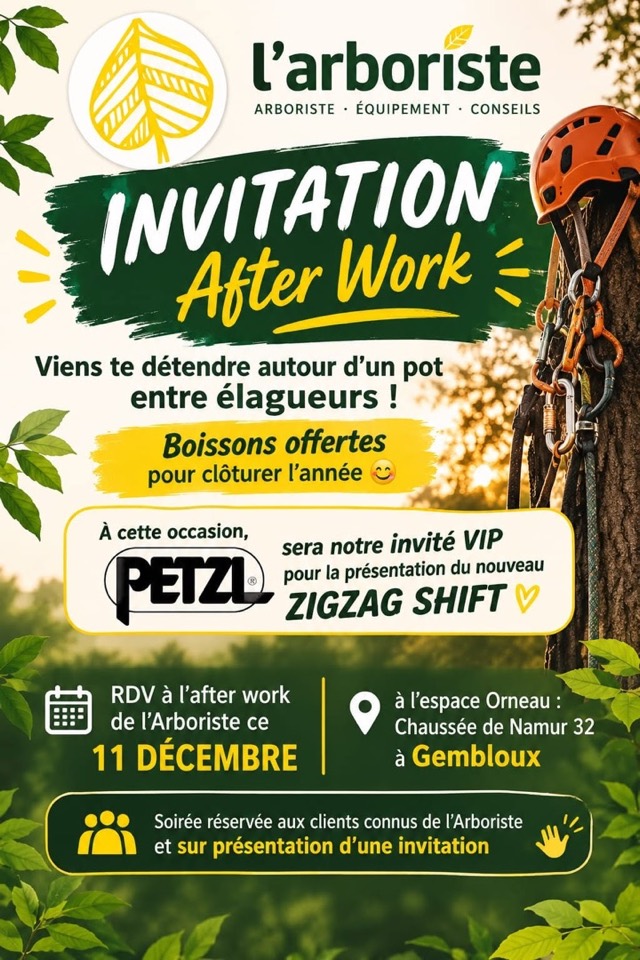 l'arboriste
ARBORISTE · ÉQUIPEMENT · CONSEILS
INVITATION
After Work
Viens te détendre autour d'un pot
entre élagueurs !
Boissons offertes
pour clôturer l'année 😊
À cette occasion,
PETZL®
sera notre invité VIP
pour la présentation du nouveau
ZIGZAG SHIFT
RDV à l'after work
de l'Arboriste ce
11 DÉCEMBRE
à l'espace Orneau :
Chaussée de Namur 32
à Gembloux
Soirée réservée aux clients connus de l'Arboriste
et sur présentation d'une invitation